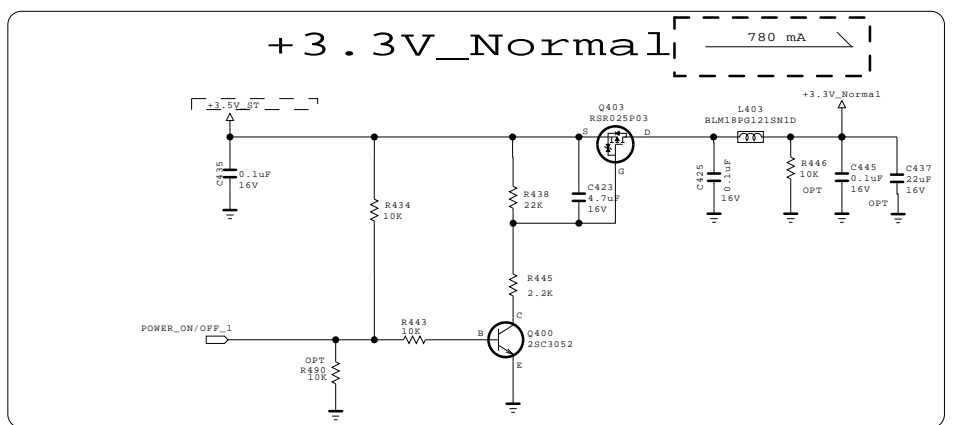 +3.3V_Normal
780 mA
+3.5V_ST
C435
0.1uF
16V
R434
10K
R438
22K
C423
4.7uF
16V
Q403
RSR025P03
S
D
G
C425
0.1uF
16V
L403
BLM18PG121SN1D
+3.3V_Normal
R446
10K
OPT
C445
0.1uF
16V
C437
22uF
16V
OPT
R445
2.2K
POWER_ON/OFF_1
OPT
R490
10K
R443
10K
B
C
Q400
2SC3052
E